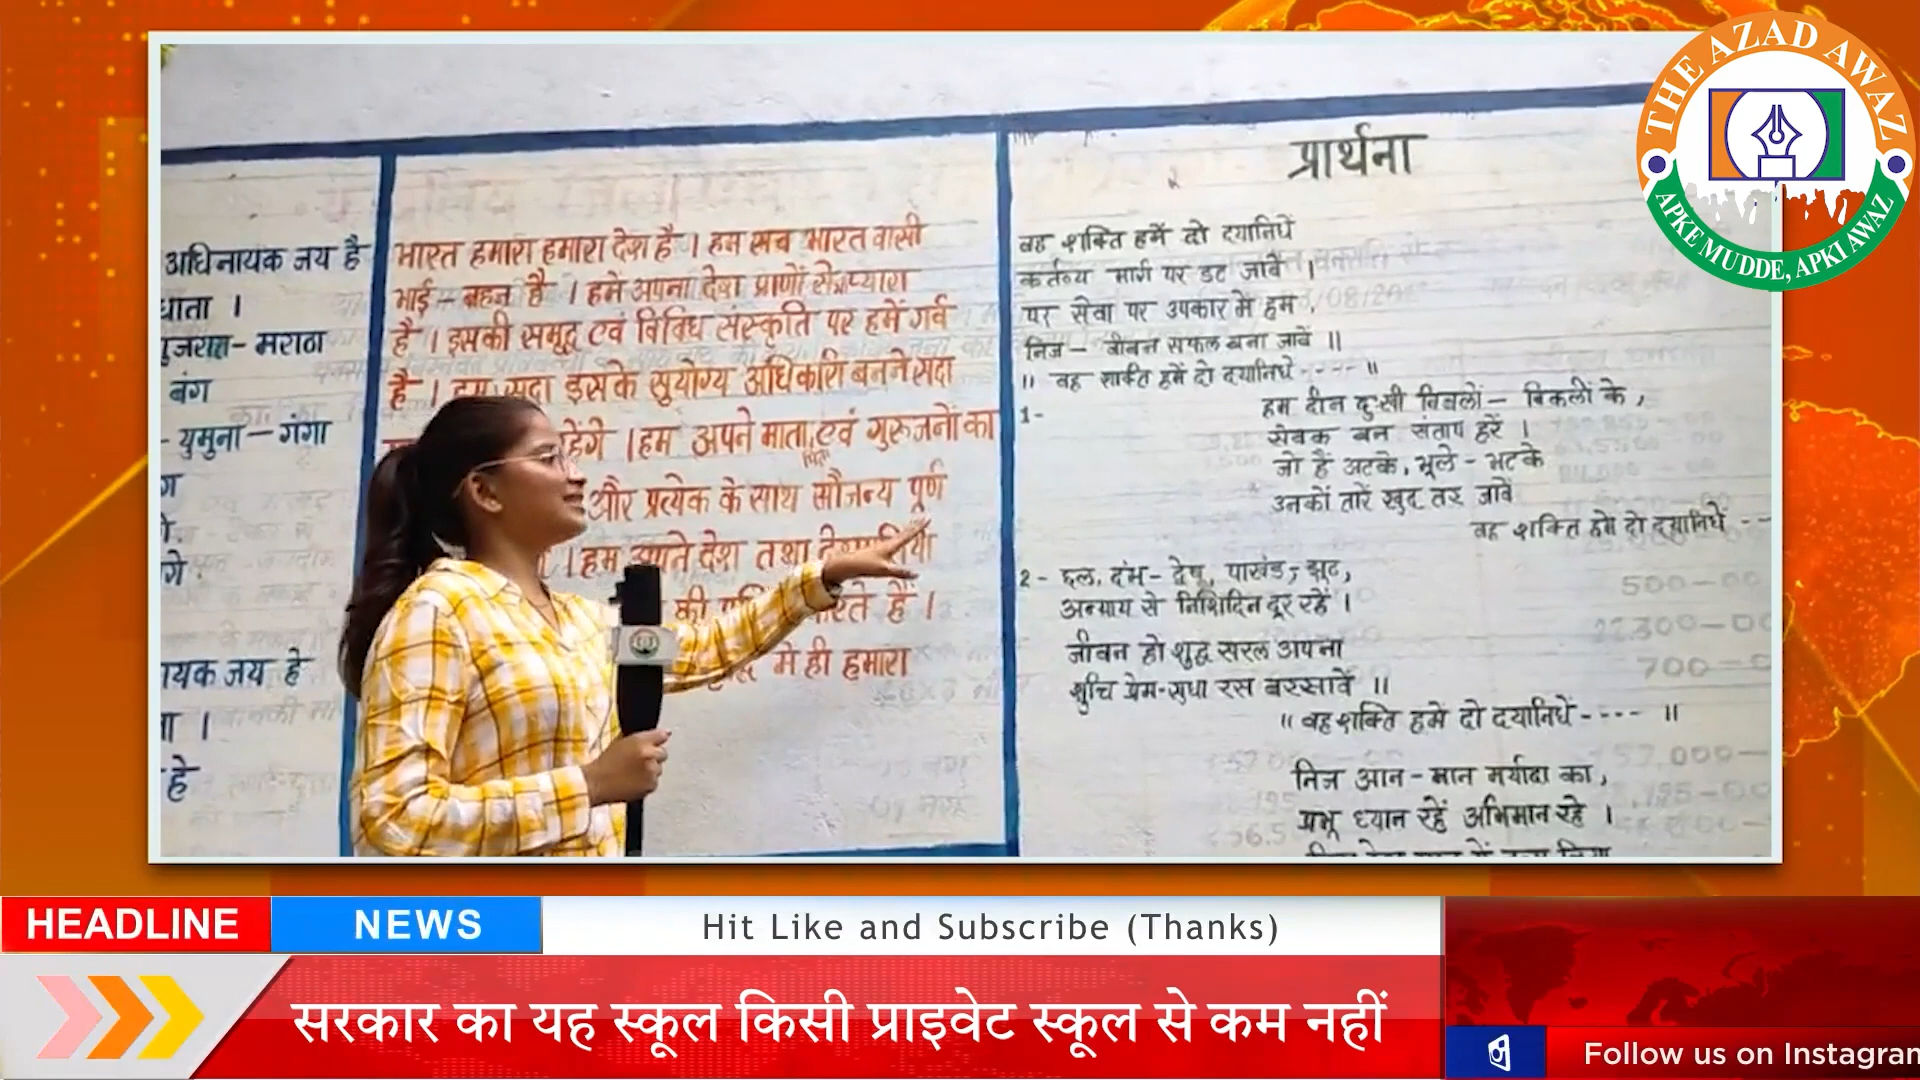 THE AZAD AWAZ
APKE MUDDE, APKI AWAZ
अधिनायक जय है
धाता ।
गुजरात - मराठा
बंग
- युमुना - गंगा
गे
ायक जय हे
ा ।
हे
भारत हमारा हमारा देश है । हम सब भारत वासी
भाई - बहन है । हमे अपना देश प्राणों से प्यारा
है । इसकी समृद्ध एवं विविध संस्कृति पर हमें गर्व
है । हम सदा इसके सुयोग्य अधिकारी बनने सदा
रहेंगे । हम अपने माता, एवं गुरूजनों का
पिता
और प्रत्येक के साथ सौजन्य पूर्ण
। हम अपने देश तथा
की करते हैं ।
में ही हमारा
प्रार्थना
वह शक्ति हमें दो दयानिधें
कर्तव्य मार्ग पर डट जावें ।
पर सेवा पर उपकार में हम,
निज - जीवन सफल बना जावें ॥
॥ वह शक्ति हमें दो दयानिधे - - - - ॥
1- हम दीन दुःखी निबलों - बिकलों के,
सेवक बन संताप हरें ।
जो हैं अटके, भूले - भटके
उनकों तारें खुद तर जावें
वह शक्ति हमे दो दयानिधें - -
2 - छल, दंभ - द्वेष, पाखंड, झूट,
अन्याय से निशिदिन दूर रहें ।
जीवन हो शुद्ध सरल अपना
शुचि प्रेम-सुधा रस बरसावें ॥
॥ वह शक्ति हमें दो दयानिधें - - - - ॥
निज आन - मान मर्यादा का,
प्रभू ध्यान रहें अभिमान रहे ।
HEADLINE NEWS Hit Like and Subscribe (Thanks)
सरकार का यह स्कूल किसी प्राइवेट स्कूल से कम नहीं
Follow us on Instagram